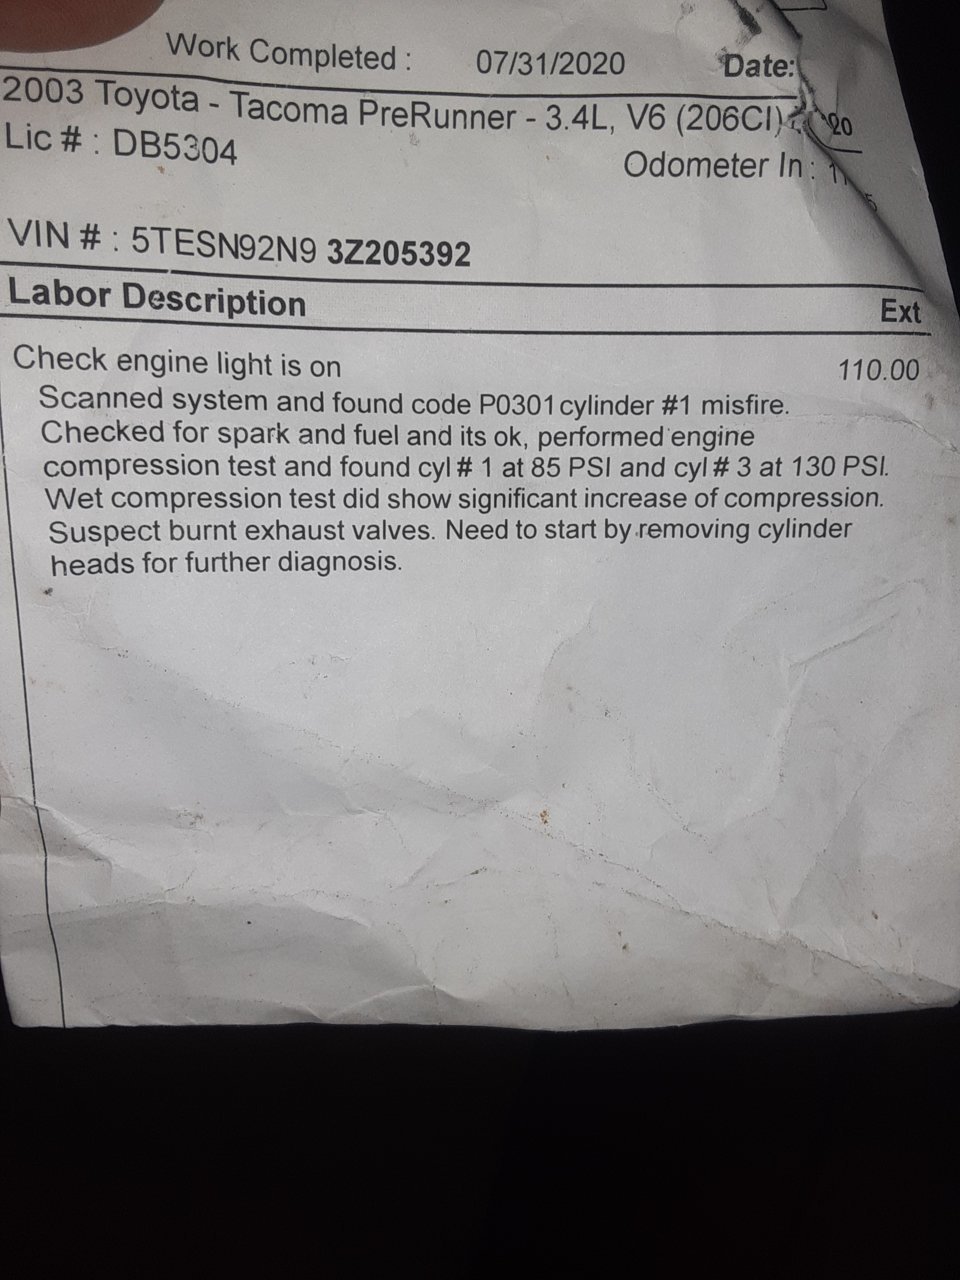 Work Completed : 07/31/2020 Date:
2003 Toyota - Tacoma PreRunner - 3.4L, V6 (206CI) 20
Lic # : DB5304
Odometer In :
VIN # : 5TESN92N9 3Z205392
Labor Description Ext
Check engine light is on 110.00
Scanned system and found code P0301 cylinder #1 misfire.
Checked for spark and fuel and its ok, performed engine
compression test and found cyl # 1 at 85 PSI and cyl # 3 at 130 PSI.
Wet compression test did show significant increase of compression.
Suspect burnt exhaust valves. Need to start by removing cylinder
heads for further diagnosis.